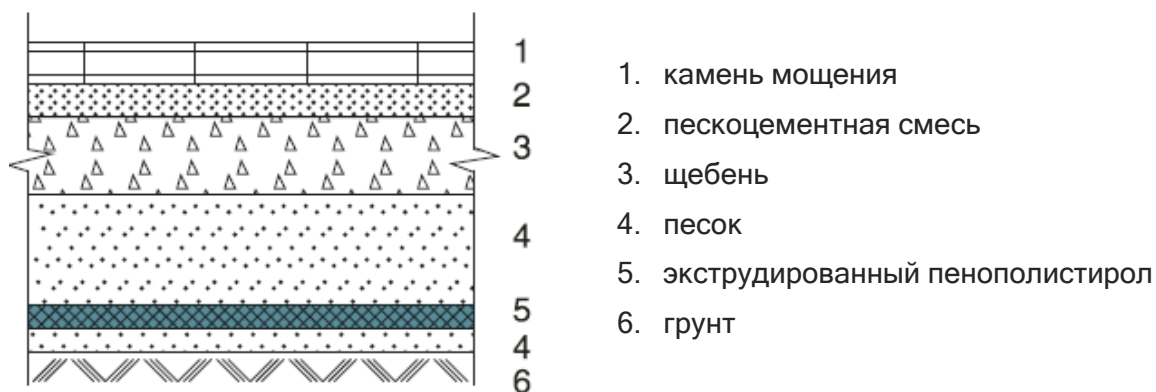 1
2
3
4
5
4
6
1. камень мощения
2. пескоцементная смесь
3. щебень
4. песок
5. экструдированный пенополистирол
6. грунт